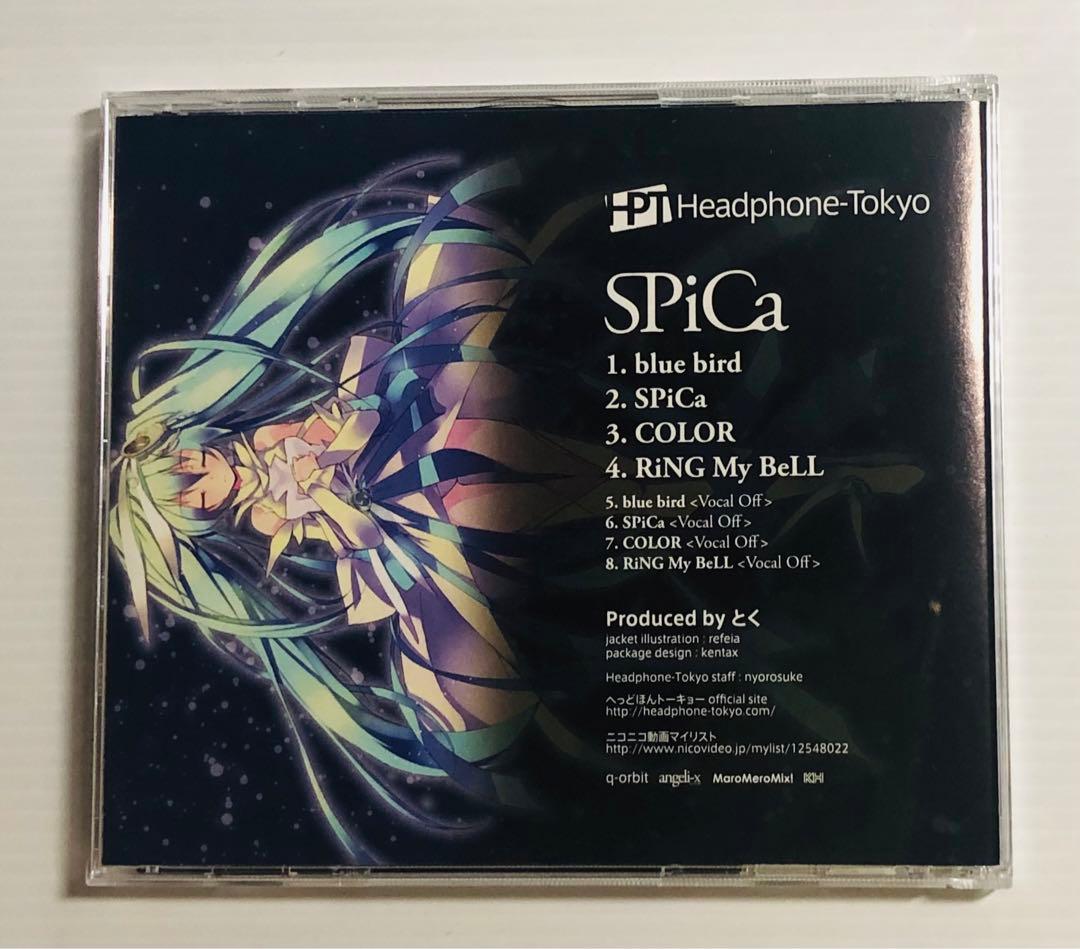 HPT Headphone-Tokyo
SPiCa
1. blue bird
2. SPiCa
3. COLOR
4. RiNG My BeLL
5. blue bird <Vocal Off>
6. SPiCa <Vocal Off>
7. COLOR <Vocal Off>
8. RiNG My BeLL <Vocal Off>
Produced by とく
jacket illustration : refeia
package design : kentax
Headphone-Tokyo staff : nyorosuke
へっどほんトーキョー official site
http://headphone-tokyo.com/
ニコニコ動画マイリスト
http://www.nicovideo.jp/mylist/12548022
q-orbit angeli-x MaroMeroMix!